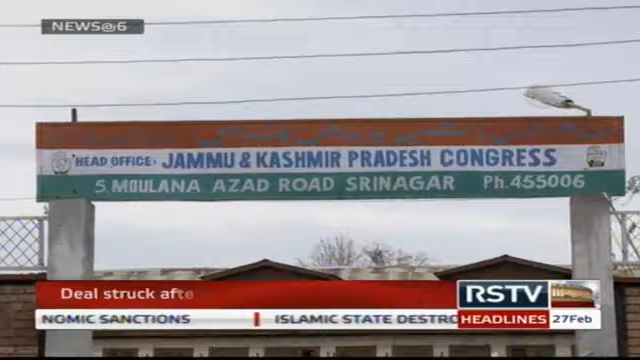 NEWS@6
HEAD OFFICE: JAMMU & KASHMIR PRADESH CONGRESS
5, MOULANA AZAD ROAD SRINAGAR Ph.455006
Deal struck afte
RSTV
NOMIC SANCTIONS ISLAMIC STATE DESTRO
HEADLINES 27Feb